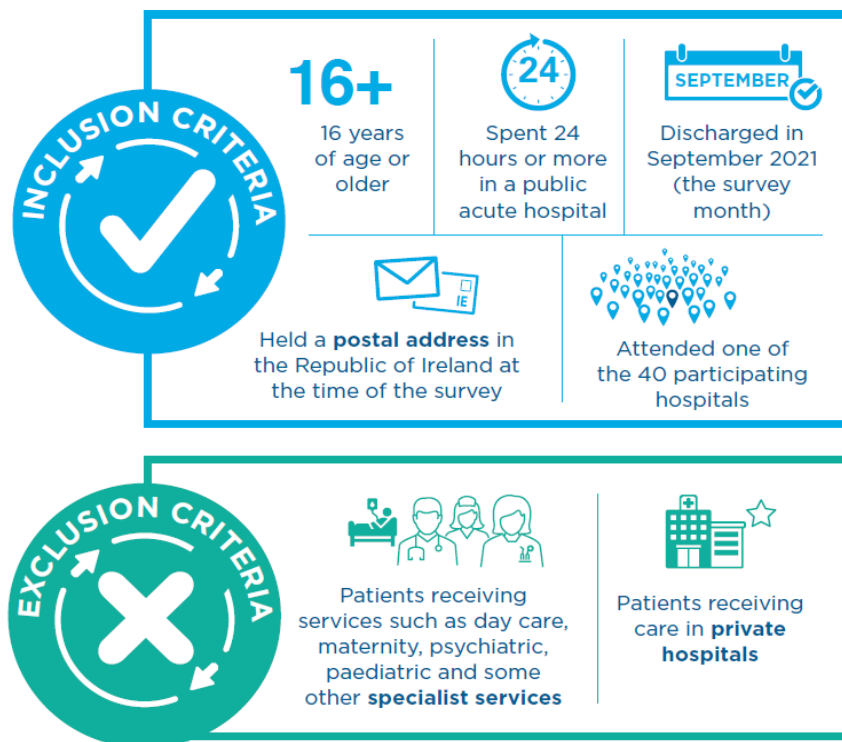 INCLUSION CRITERIA
16+
16 years
of age or
older
24
Spent 24
hours or more
in a public
acute hospital
SEPTEMBER
Discharged in
September 2021
(the survey
month)
IE
Held a postal address in
the Republic of Ireland at
the time of the survey
Attended one of
the 40 participating
hospitals
EXCLUSION CRITERIA
Patients receiving
services such as day care,
maternity, psychiatric,
paediatric and some
other specialist services
Patients receiving
care in private
hospitals